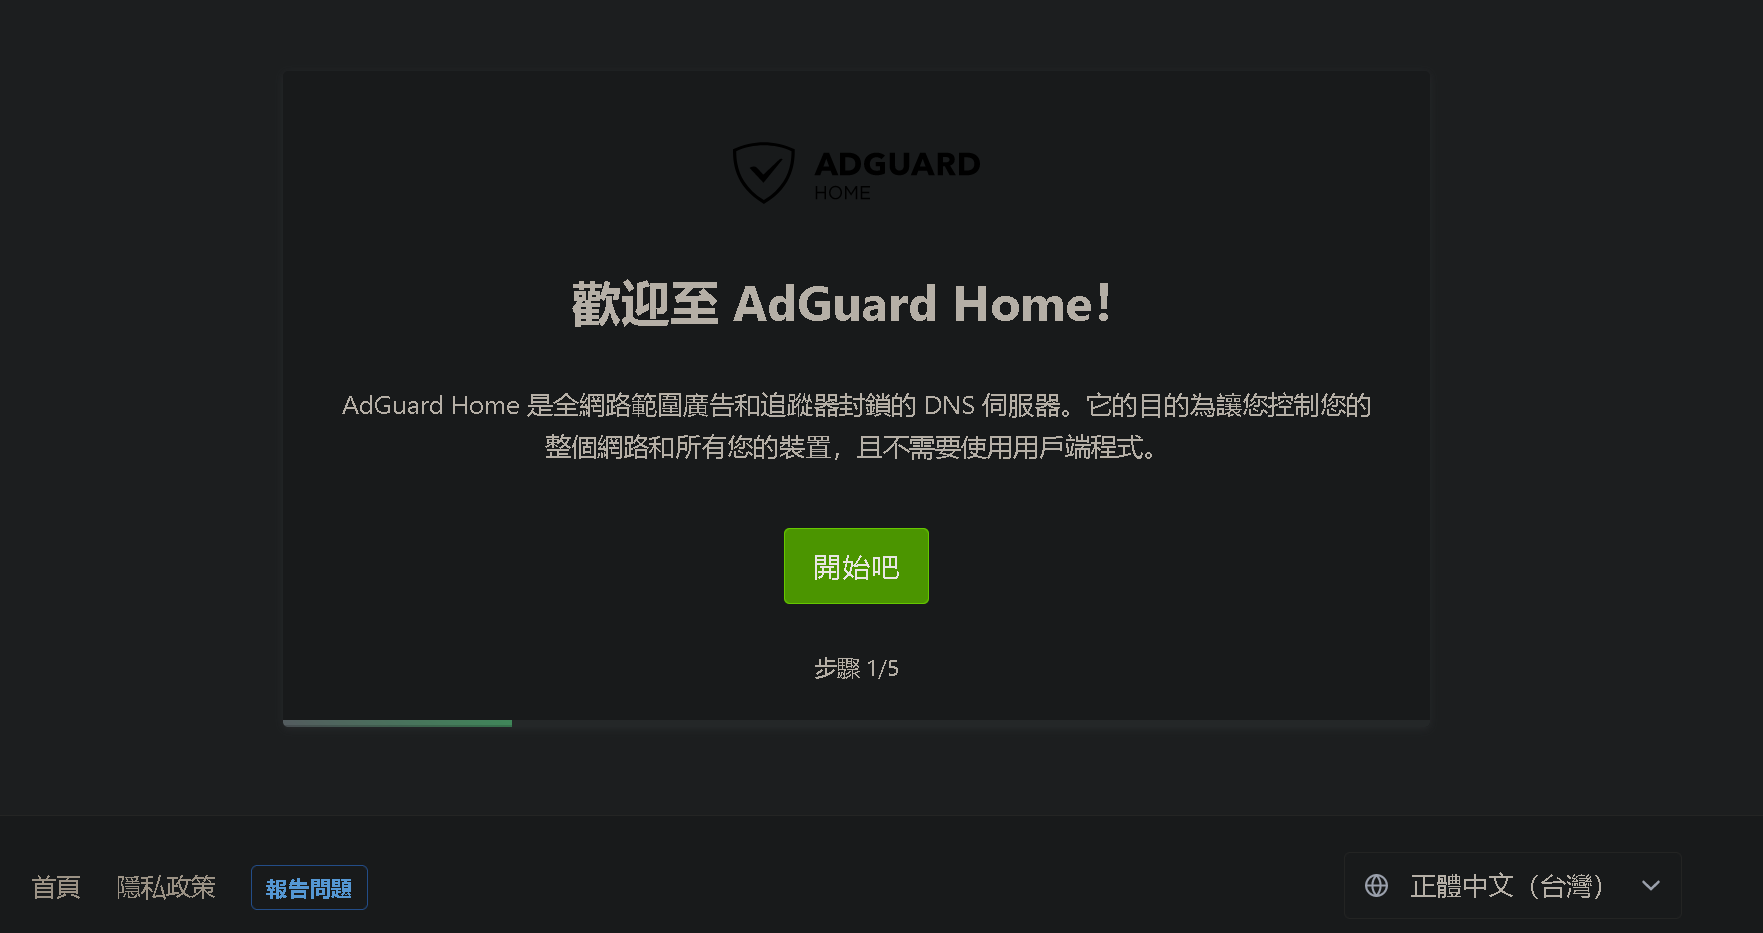 ADGUARD
HOME
歡迎至 AdGuard Home！
AdGuard Home 是全網路範圍廣告和追蹤器封鎖的 DNS 伺服器。它的目的為讓您控制您的
整個網路和所有您的裝置，且不需要使用用戶端程式。
開始吧
步驟 1/5
首頁
隱私政策
報告問題
正體中文（台灣）